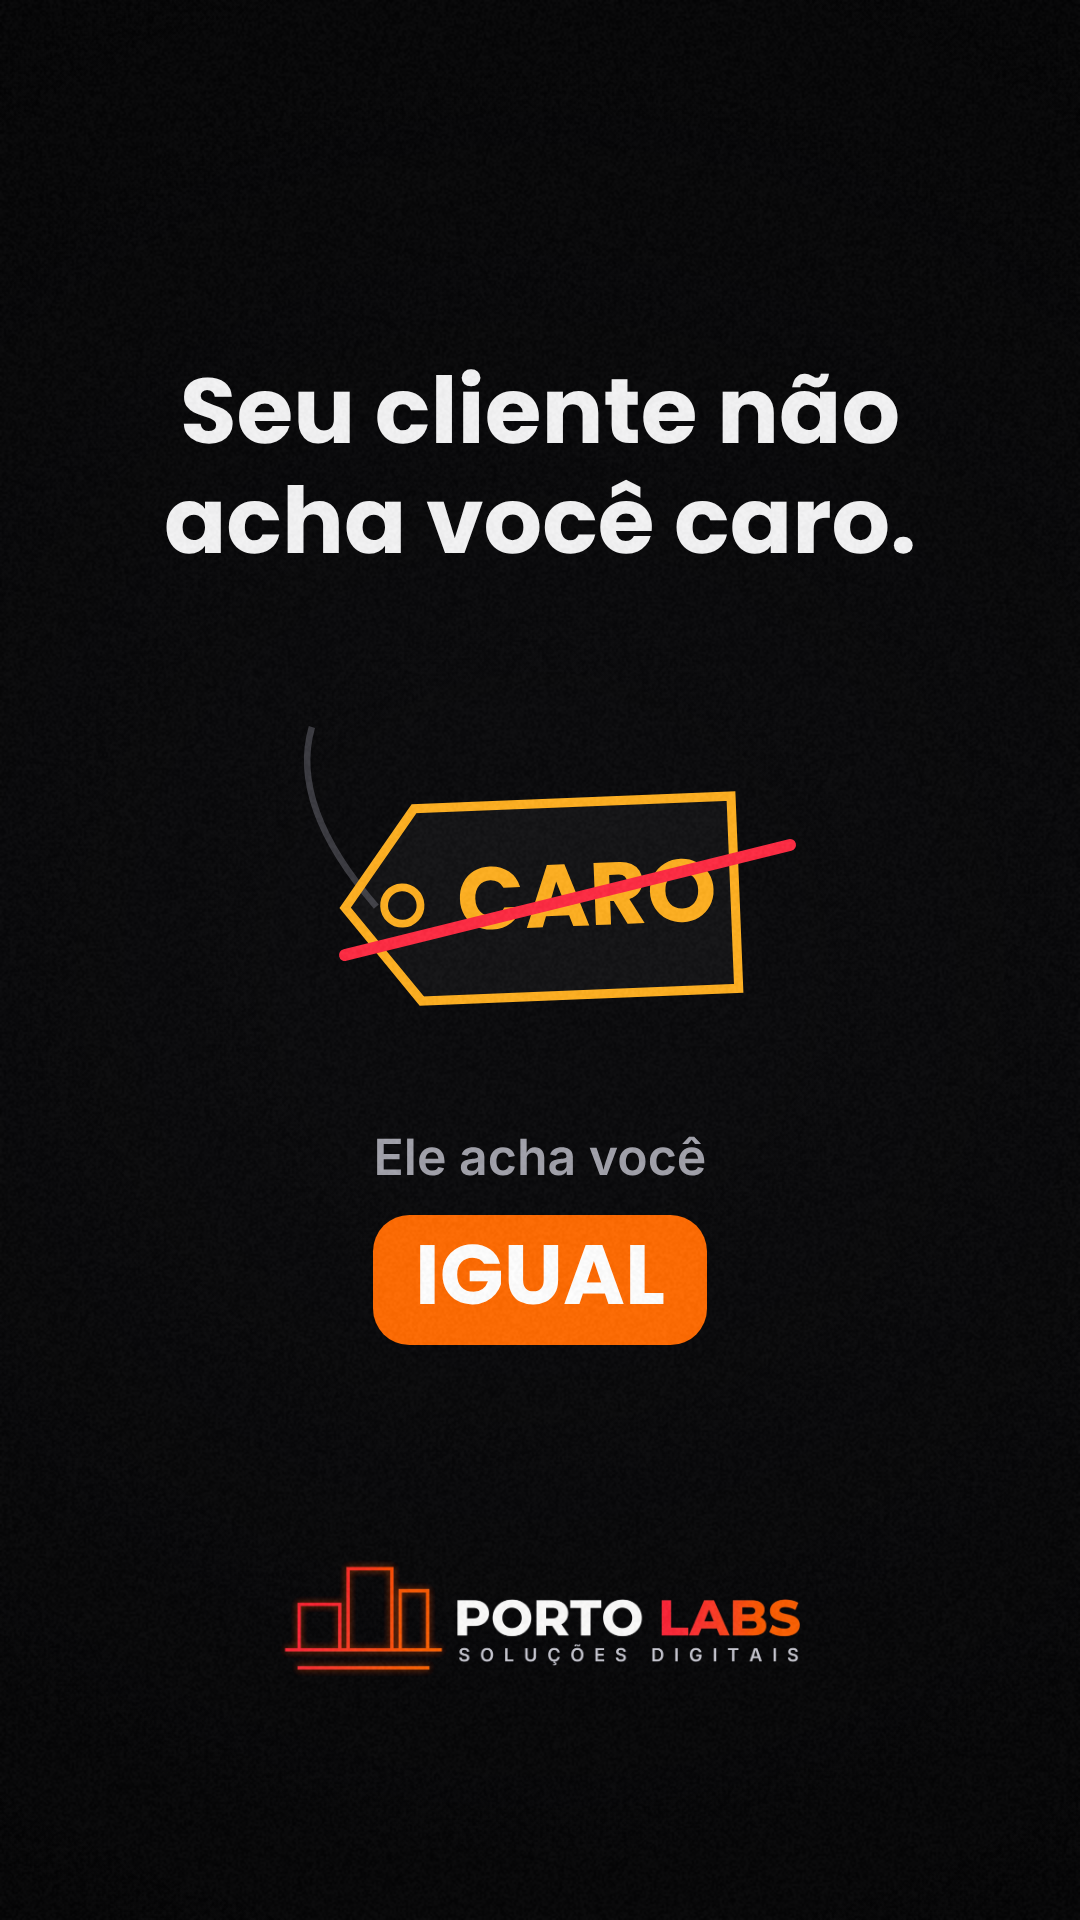 Seu cliente não
acha você caro.
CARO
Ele acha você
IGUAL
PORTO LABS
SOLUÇÕES DIGITAIS